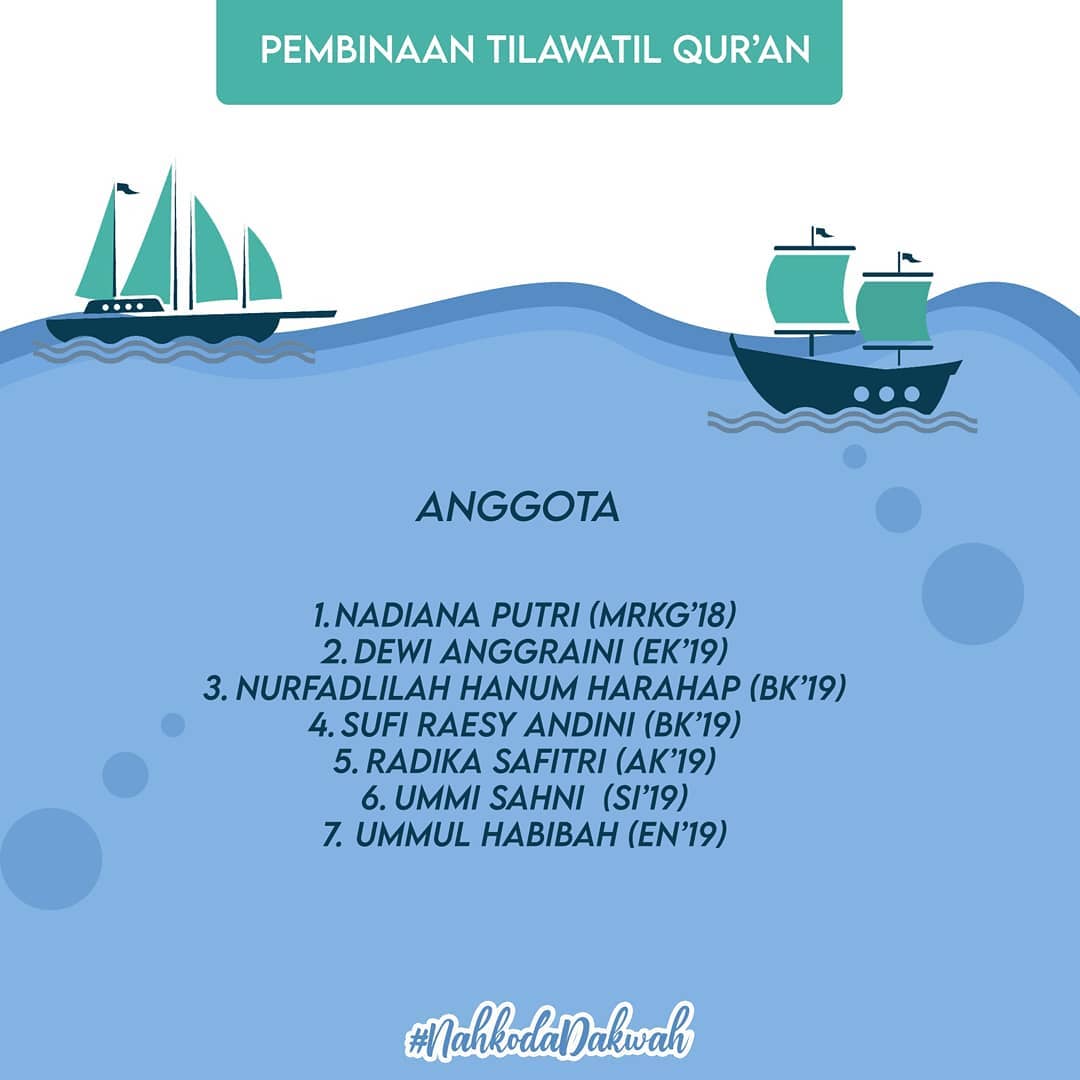 PEMBINAAN TILAWATIL QUR'AN
ANGGOTA
1. NADIANA PUTRI (MRKG'18)
2. DEWI ANGGRAINI (EK'19)
3. NURFADLILAH HANUM HARAHAP (BK'19)
4. SUFI RAESY ANDINI (BK'19)
5. RADIKA SAFITRI (AK'19)
6. UMMI SAHNI (SI'19)
7. UMMUL HABIBAH (EN'19)
#NahkodaDakwah